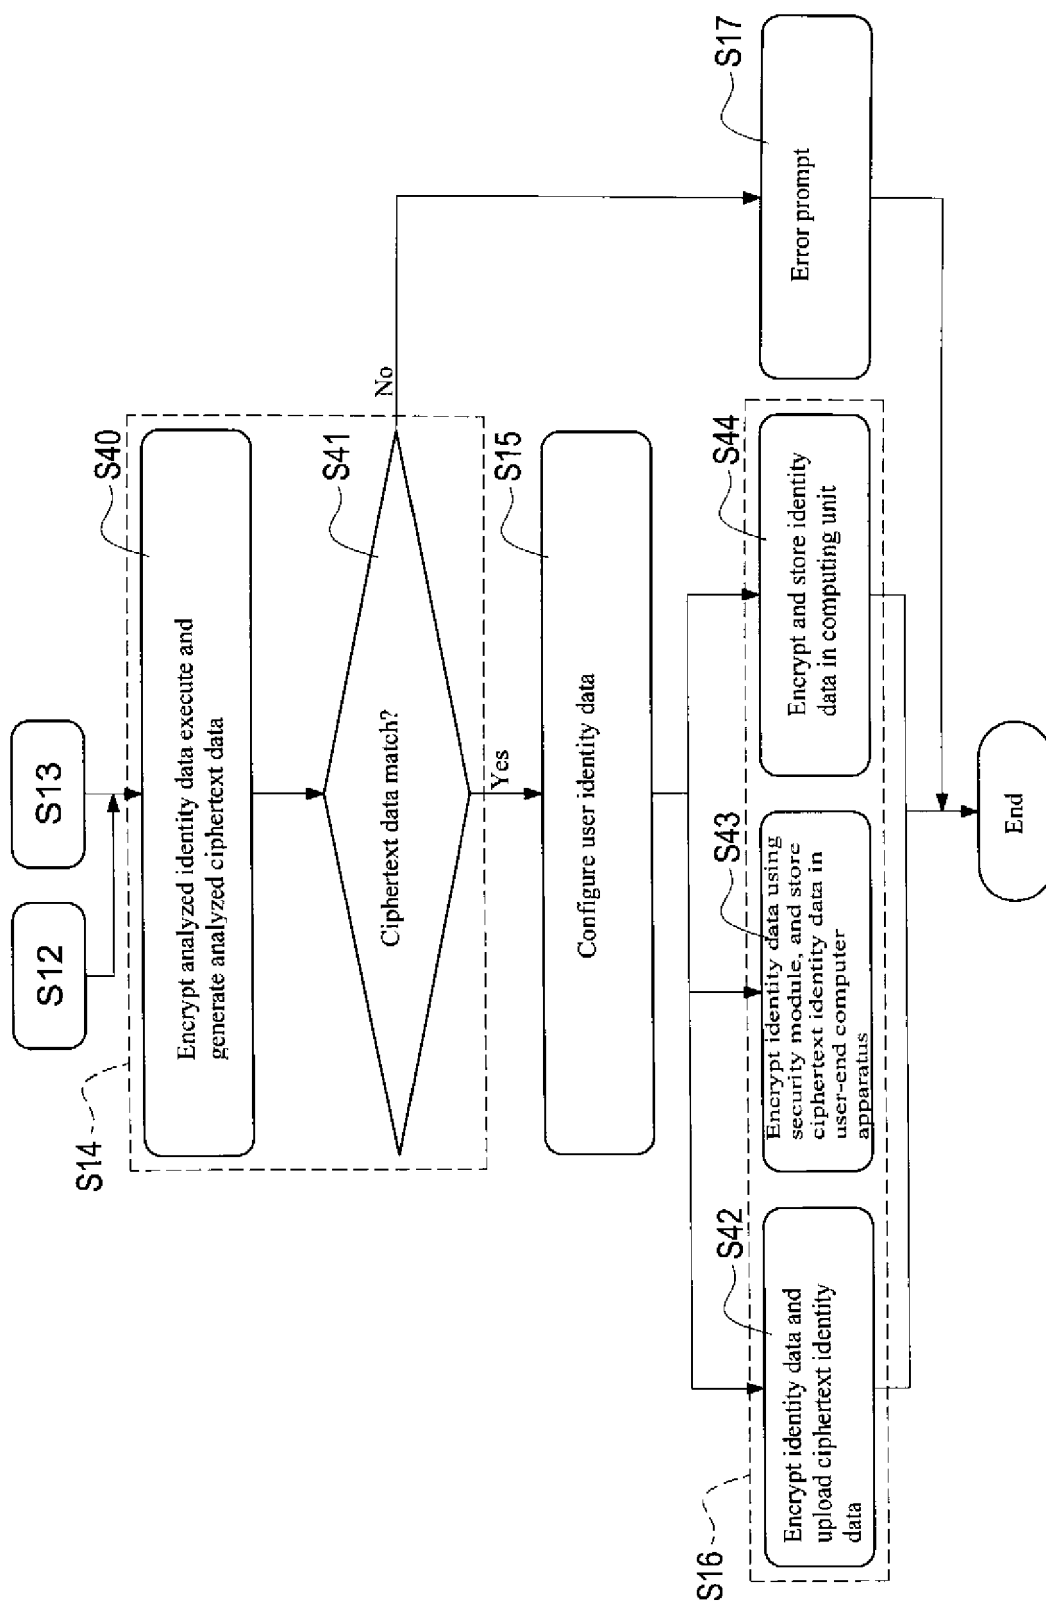 S12
S13
S14
S40
Encrypt analyzed identity data execute and
generate analyzed ciphertext data
S41
Ciphertext data match?
No
Yes
S15
Configure user identity data
S16
S42
Encrypt identity data and
upload ciphertext identity
data
S43
Encrypt identity data using
security module, and store
ciphertext identity data in
user-end computer
apparatus
S44
Encrypt and store identity
data in computing unit
S17
Error prompt
End